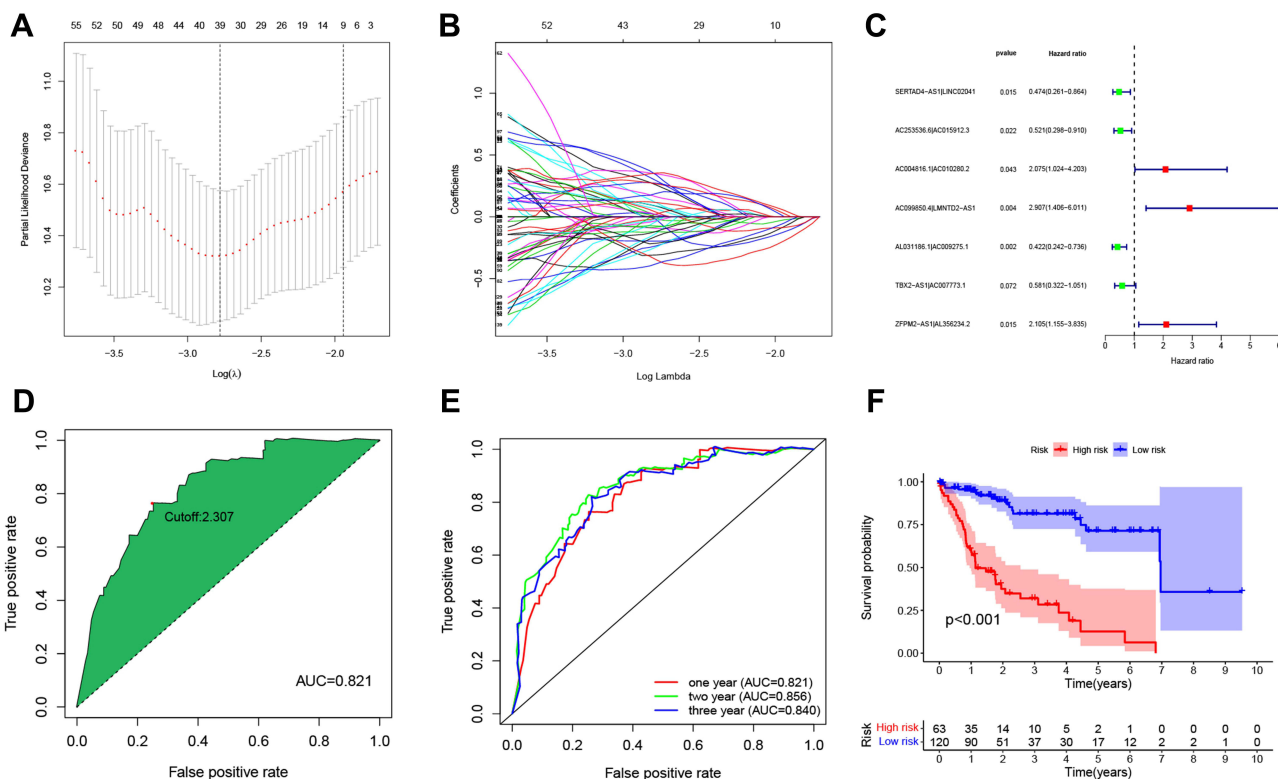 A
55 52 50 49 48 44 40 39 30 29 26 19 14 9 6 3
Partial Likelihood Deviance
11.0
10.8
10.6
10.4
10.2
−3.5 −3.0 −2.5 −2.0
Log(λ)
B
52 43 29 10
Coefficients
1.0
0.5
0.0
−0.5
−3.5 −3.0 −2.5 −2.0
Log Lambda
C
pvalue Hazard ratio
SERTAD4−AS1|LINC02041 0.015 0.474(0.261−0.864)
AC253536.6|AC015912.3 0.022 0.521(0.298−0.910)
AC004816.1|AC010280.2 0.043 2.075(1.024−4.203)
AC099850.4|LMNTD2−AS1 0.004 2.907(1.406−6.011)
AL031186.1|AC009275.1 0.002 0.422(0.242−0.736)
TBX2−AS1|AC007773.1 0.072 0.581(0.322−1.051)
ZFPM2−AS1|AL356234.2 0.015 2.105(1.155−3.835)
0 1 2 4 6
Hazard ratio
D
True positive rate
1.0
0.8
0.6
0.4
0.2
0.0
Cutoff:2.307
AUC=0.821
0.0 0.2 0.4 0.6 0.8 1.0
False positive rate
E
True positive rate
1.0
0.8
0.6
0.4
0.2
0.0
one year (AUC=0.821)
two year (AUC=0.856)
three year (AUC=0.840)
0.0 0.2 0.4 0.6 0.8 1.0
False positive rate
F
Risk High risk Low risk
Survival probability
1.00
0.75
0.50
0.25
0.00
p<0.001
0 1 2 3 4 5 6 7 8 9 10
Time(years)
Risk
High risk 63 35 14 10 5 2 1 0 0 0 0
Low risk 120 90 51 37 30 17 12 2 2 1 0
0 1 2 3 4 5 6 7 8 9 10
Time(years)